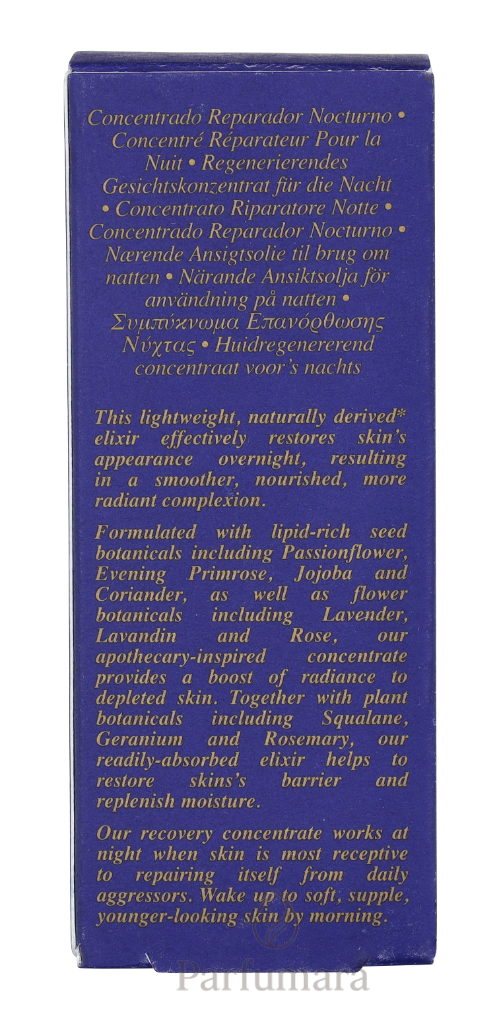 Concentrado Reparador Nocturno •
Concentré Réparateur Pour la
Nuit • Regenerierendes
Gesichtskonzentrat für die Nacht
• Concentrato Riparatore Notte •
Concentrado Reparador Nocturno •
Nærende Ansigtsolie til brug om
natten • Närande Ansiktsolja för
användning på natten •
Συμπύκνωμα Επανόρθωσης
Νύχτας • Huidregenererend
concentraat voor's nachts
This lightweight, naturally derived*
elixir effectively restores skin's
appearance overnight, resulting
in a smoother, nourished, more
radiant complexion.
Formulated with lipid-rich seed
botanicals including Passionflower,
Evening Primrose, Jojoba and
Coriander, as well as flower
botanicals including Lavender,
Lavandin and Rose, our
apothecary-inspired concentrate
provides a boost of radiance to
depleted skin. Together with plant
botanicals including Squalane,
Geranium and Rosemary, our
readily-absorbed elixir helps to
restore skins's barrier and
replenish moisture.
Our recovery concentrate works at
night when skin is most receptive
to repairing itself from daily
aggressors. Wake up to soft, supple,
younger-looking skin by morning.
Parfumara